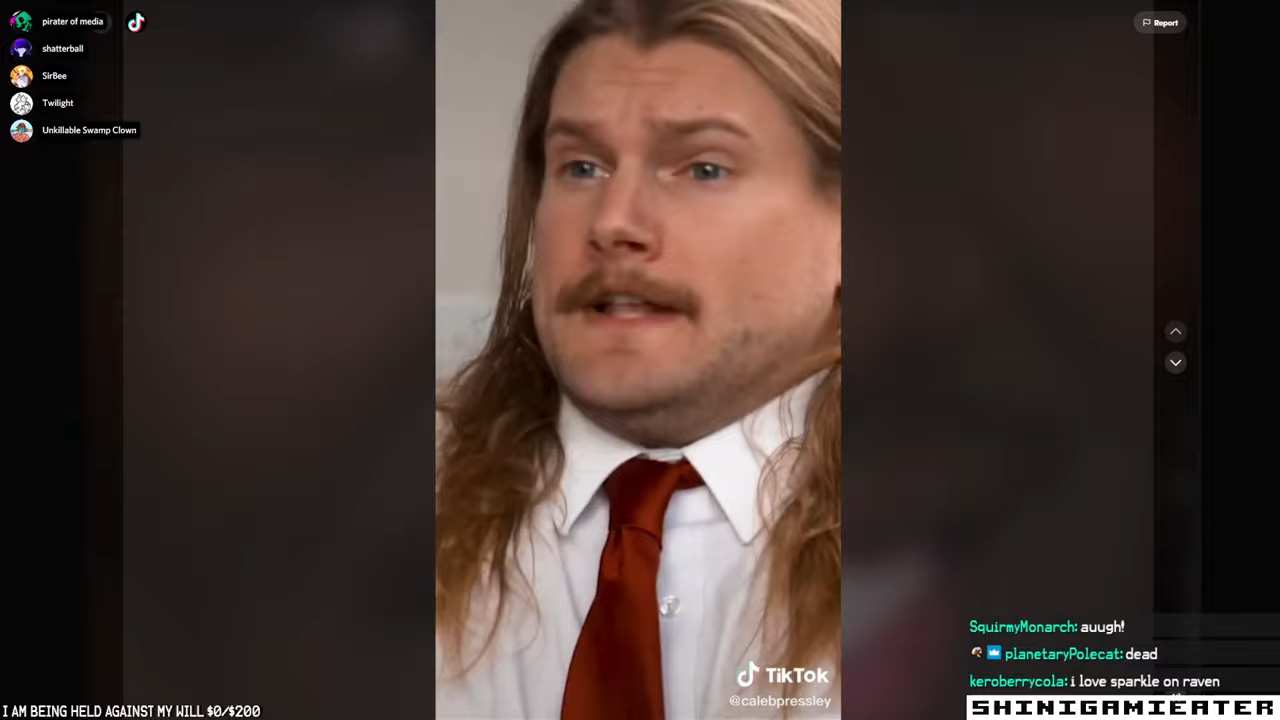 pirater of media
shatterball
SirBee
Twilight
Unkillable Swamp Clown
Report
TikTok
@calebpressley
SquirmyMonarch: auugh!
planetaryPolecat: dead
keroberrycola: i love sparkle on raven
SHINIGAMIEATER
I AM BEING HELD AGAINST MY WILL $0/$200